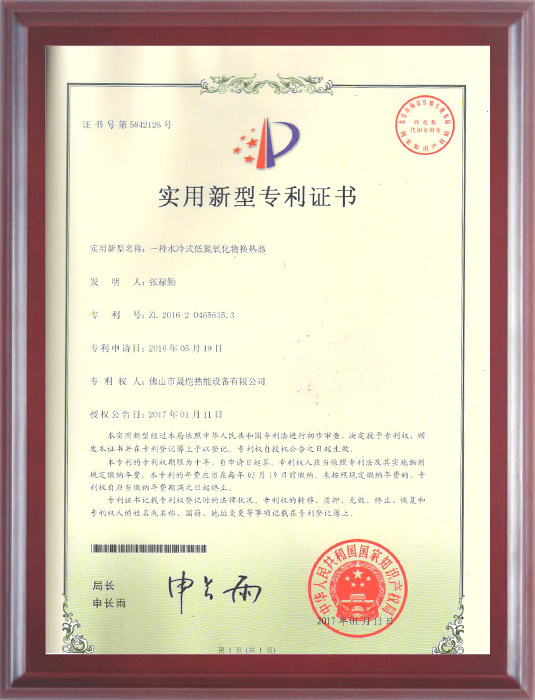 证书号第5842126号
实用新型专利证书
实用新型名称：一种水冷式低氮氧化物换热器
发　明　人：张禄勤
专　利　号：ZL 2016 2 0465635.3
专利申请日：2016年05月19日
专　利　权　人：佛山市晟恺热能设备有限公司
授权公告日：2017年01月11日
本实用新型经过本局依照中华人民共和国专利法进行初步审查，决定授予专利权，颁
发本证书并在专利登记簿上予以登记。专利权自授权公告之日起生效。
本专利的专利权期限为十年，自申请日起算。专利权人应当依照专利法及其实施细则
规定缴纳年费。本专利的年费应当在每年05月19日前缴纳。未按照规定缴纳年费的，专
利权自应当缴纳年费期满之日起终止。
专利证书记载专利权登记时的法律状况。专利权的转移、质押、无效、终止、恢复和
专利权人的姓名或名称、国籍、地址变更等事项记载在专利登记簿上。
局长
申长雨
中华人民共和国国家知识产权局
2017年01月11日
第1页(共1页)